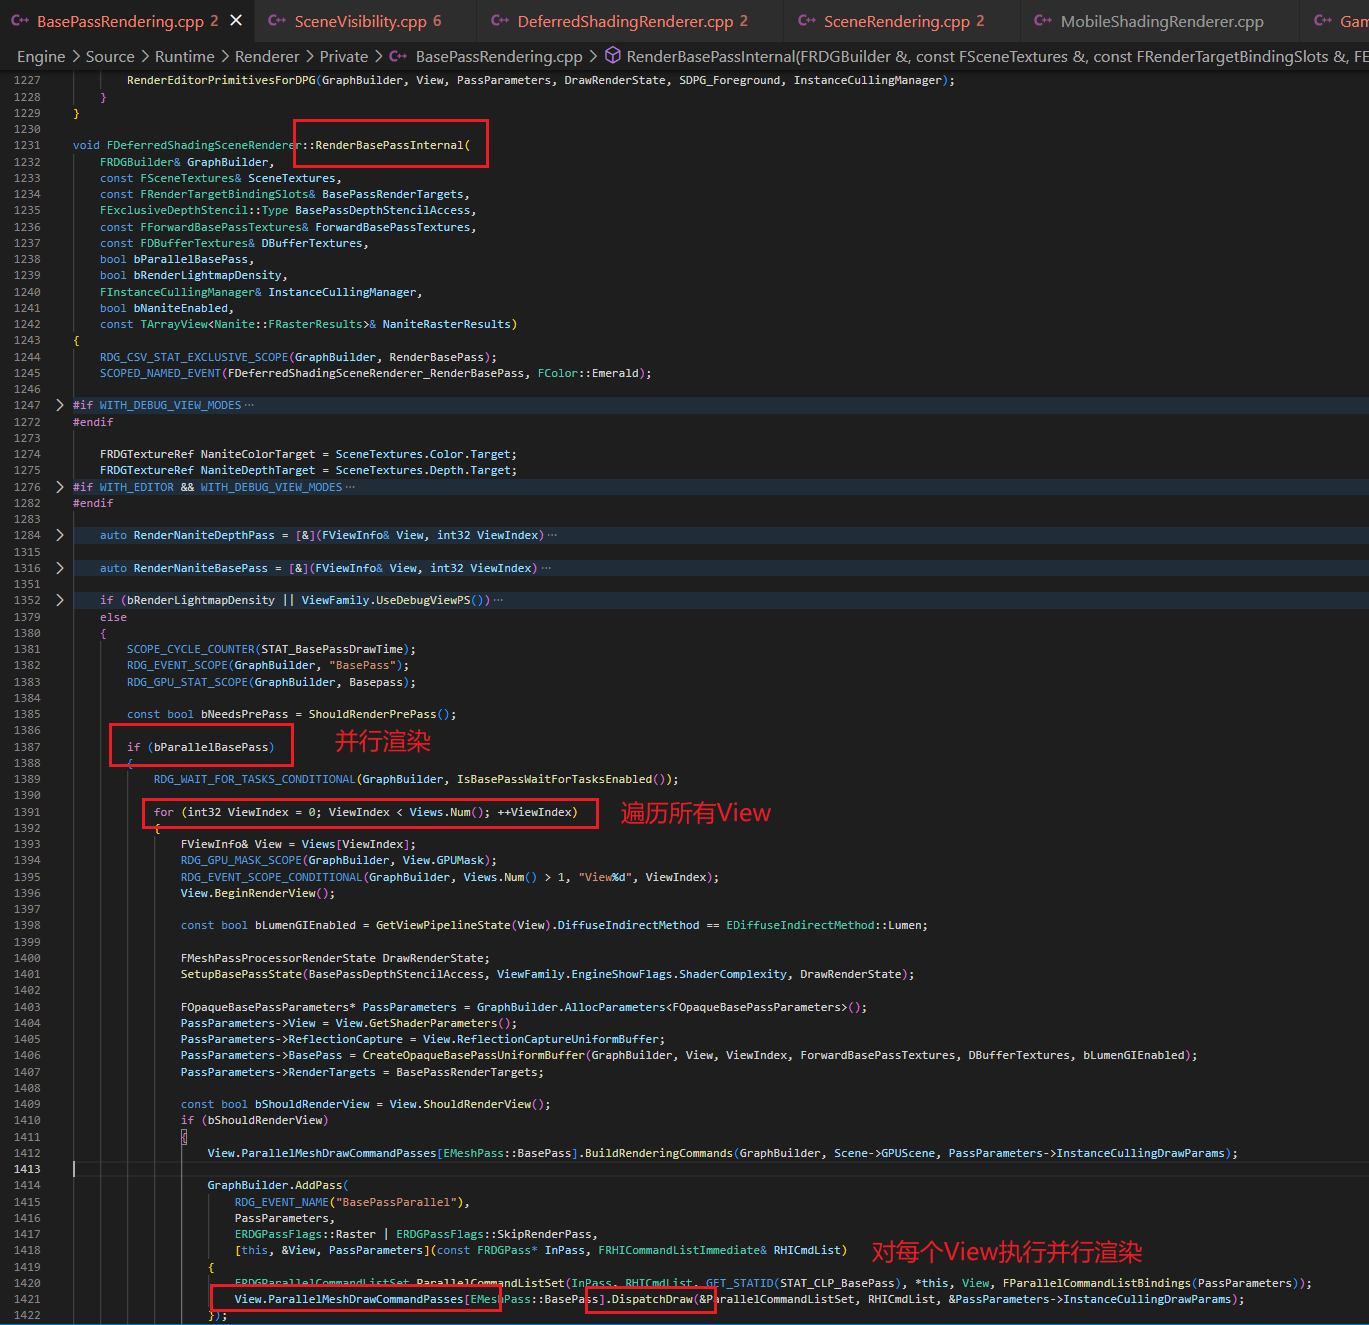 BasePassRendering.cpp 2 ×
SceneVisibility.cpp 6
DeferredShadingRenderer.cpp 2
SceneRendering.cpp 2
MobileShadingRenderer.cpp
Engine > Source > Runtime > Renderer > Private > BasePassRendering.cpp > RenderBasePassInternal(FRDGBuilder &, const FSceneTextures &, const FRenderTargetBindingSlots &, FE
1227 RenderEditorPrimitivesForDPG(GraphBuilder, View, PassParameters, DrawRenderState, SDPG_Foreground, InstanceCullingManager);
1228 }
1229 }
1230
1231 void FDeferredShadingSceneRenderer::RenderBasePassInternal(
1232 FRDGBuilder& GraphBuilder,
1233 const FSceneTextures& SceneTextures,
1234 const FRenderTargetBindingSlots& BasePassRenderTargets,
1235 FExclusiveDepthStencil::Type BasePassDepthStencilAccess,
1236 const FForwardBasePassTextures& ForwardBasePassTextures,
1237 const FDBufferTextures& DBufferTextures,
1238 bool bParallelBasePass,
1239 bool bRenderLightmapDensity,
1240 FInstanceCullingManager& InstanceCullingManager,
1241 bool bNaniteEnabled,
1242 const TArrayView<Nanite::FRasterResults>& NaniteRasterResults)
1243 {
1244 RDG_CSV_STAT_EXCLUSIVE_SCOPE(GraphBuilder, RenderBasePass);
1245 SCOPED_NAMED_EVENT(FDeferredShadingSceneRenderer_RenderBasePass, FColor::Emerald);
1246
1247 #if WITH_DEBUG_VIEW_MODES ⋯
1272 #endif
1273
1274 FRDGTextureRef NaniteColorTarget = SceneTextures.Color.Target;
1275 FRDGTextureRef NaniteDepthTarget = SceneTextures.Depth.Target;
1276 #if WITH_EDITOR && WITH_DEBUG_VIEW_MODES ⋯
1282 #endif
1283
1284 auto RenderNaniteDepthPass = [&](FViewInfo& View, int32 ViewIndex) ⋯
1315
1316 auto RenderNaniteBasePass = [&](FViewInfo& View, int32 ViewIndex) ⋯
1351
1352 if (bRenderLightmapDensity || ViewFamily.UseDebugViewPS()) ⋯
1379 else
1380 {
1381 SCOPE_CYCLE_COUNTER(STAT_BasePassDrawTime);
1382 RDG_EVENT_SCOPE(GraphBuilder, "BasePass");
1383 RDG_GPU_STAT_SCOPE(GraphBuilder, Basepass);
1384
1385 const bool bNeedsPrePass = ShouldRenderPrePass();
1386
1387 if (bParallelBasePass) 并行渲染
1388 {
1389 RDG_WAIT_FOR_TASKS_CONDITIONAL(GraphBuilder, IsBasePassWaitForTasksEnabled());
1390
1391 for (int32 ViewIndex = 0; ViewIndex < Views.Num(); ++ViewIndex) 遍历所有View
1392 {
1393 FViewInfo& View = Views[ViewIndex];
1394 RDG_GPU_MASK_SCOPE(GraphBuilder, View.GPUMask);
1395 RDG_EVENT_SCOPE_CONDITIONAL(GraphBuilder, Views.Num() > 1, "View%d", ViewIndex);
1396 View.BeginRenderView();
1397
1398 const bool bLumenGIEnabled = GetViewPipelineState(View).DiffuseIndirectMethod == EDiffuseIndirectMethod::Lumen;
1399
1400 FMeshPassProcessorRenderState DrawRenderState;
1401 SetupBasePassState(BasePassDepthStencilAccess, ViewFamily.EngineShowFlags.ShaderComplexity, DrawRenderState);
1402
1403 FOpaqueBasePassParameters* PassParameters = GraphBuilder.AllocParameters<FOpaqueBasePassParameters>();
1404 PassParameters->View = View.GetShaderParameters();
1405 PassParameters->ReflectionCapture = View.ReflectionCaptureUniformBuffer;
1406 PassParameters->BasePass = CreateOpaqueBasePassUniformBuffer(GraphBuilder, View, ViewIndex, ForwardBasePassTextures, DBufferTextures, bLumenGIEnabled);
1407 PassParameters->RenderTargets = BasePassRenderTargets;
1408
1409 const bool bShouldRenderView = View.ShouldRenderView();
1410 if (bShouldRenderView)
1411 {
1412 View.ParallelMeshDrawCommandPasses[EMeshPass::BasePass].BuildRenderingCommands(GraphBuilder, Scene->GPUScene, PassParameters->InstanceCullingDrawParams);
1413
1414 GraphBuilder.AddPass(
1415 RDG_EVENT_NAME("BasePassParallel"),
1416 PassParameters,
1417 ERDGPassFlags::Raster | ERDGPassFlags::SkipRenderPass,
1418 [this, &View, PassParameters](const FRDGPass* InPass, FRHICommandListImmediate& RHICmdList) 对每个View执行并行渲染
1419 {
1420 FRDGParallelCommandListSet ParallelCommandListSet(InPass, RHICmdList, GET_STATID(STAT_CLP_BasePass), *this, View, FParallelCommandListBindings(PassParameters));
1421 View.ParallelMeshDrawCommandPasses[EMeshPass::BasePass].DispatchDraw(&ParallelCommandListSet, RHICmdList, &PassParameters->InstanceCullingDrawParams);
1422 });